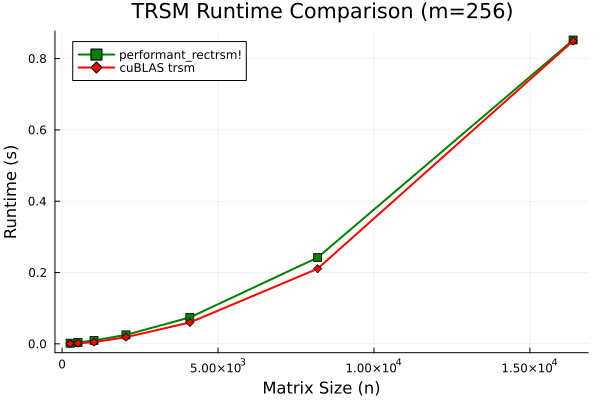 TRSM Runtime Comparison (m=256)
performant_rectrsm!
cuBLAS trsm
Runtime (s)
0.8
0.6
0.4
0.2
0.0
0
5.00×10³
1.00×10⁴
1.50×10⁴
Matrix Size (n)